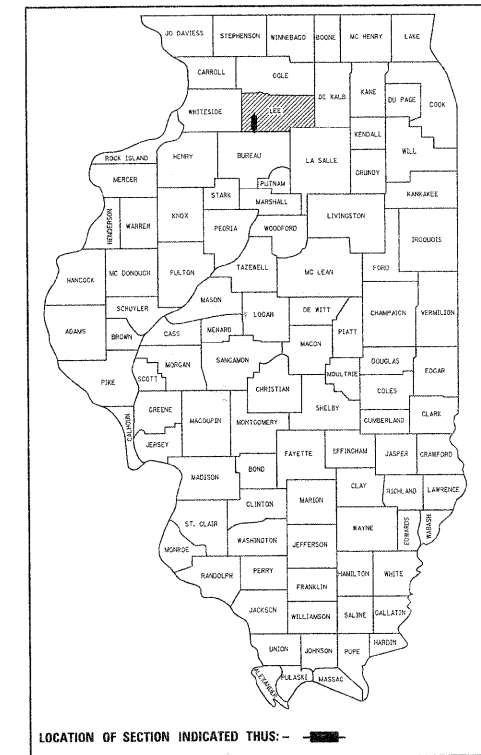 JO DAVIESS STEPHENSON WINNEBAGO BOONE MC HENRY LAKE
CARROLL OGLE
DE KALB KANE
DU PAGE COOK
WHITESIDE LEE
KENDALL WILL
ROCK ISLAND HENRY BUREAU LA SALLE GRUNDY
MERCER PUTNAM KANKAKEE
STARK MARSHALL
HENDERSON WARREN KNOX LIVINGSTON
PEORIA WOODFORD IROQUOIS
HANCOCK MC DONOUGH FULTON TAZEWELL MC LEAN FORD
SCHUYLER MASON LOGAN DE WITT CHAMPAIGN VERMILION
ADAMS BROWN CASS MENARD PIATT
MACON
MORGAN SANGAMON DOUGLAS EDGAR
PIKE SCOTT CHRISTIAN MOULTRIE COLES
GREENE SHELBY
CALHOUN MACOUPIN MONTGOMERY CUMBERLAND CLARK
JERSEY
FAYETTE EFFINGHAM JASPER CRAWFORD
MADISON BOND
CLAY RICHLAND LAWRENCE
CLINTON MARION
ST. CLAIR WAYNE EDWARDS WABASH
WASHINGTON JEFFERSON
MONROE
RANDOLPH PERRY HAMILTON WHITE
FRANKLIN
JACKSON WILLIAMSON SALINE GALLATIN
UNION JOHNSON POPE HARDIN
ALEXANDER PULASKI MASSAC
LOCATION OF SECTION INDICATED THUS:-